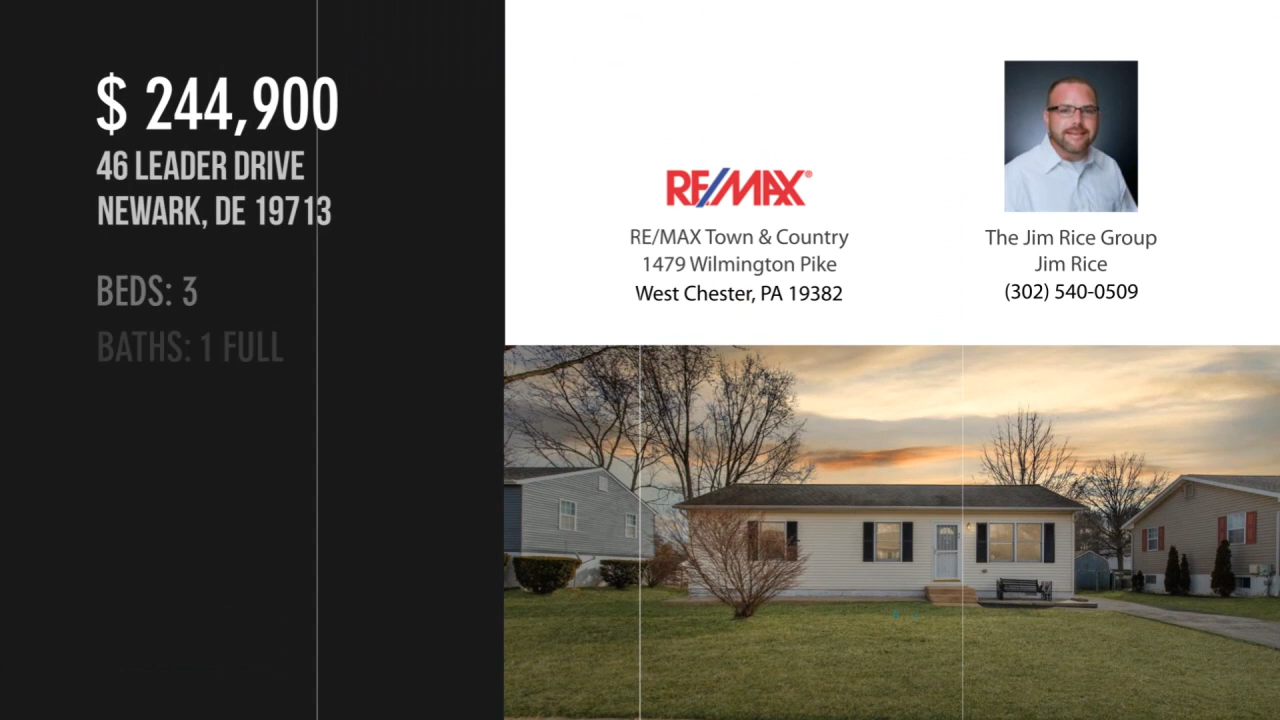 $ 244,900
46 LEADER DRIVE
NEWARK, DE 19713
BEDS: 3
BATHS: 1 FULL
RE/MAX®
RE/MAX Town & Country
1479 Wilmington Pike
West Chester, PA 19382
The Jim Rice Group
Jim Rice
(302) 540-0509